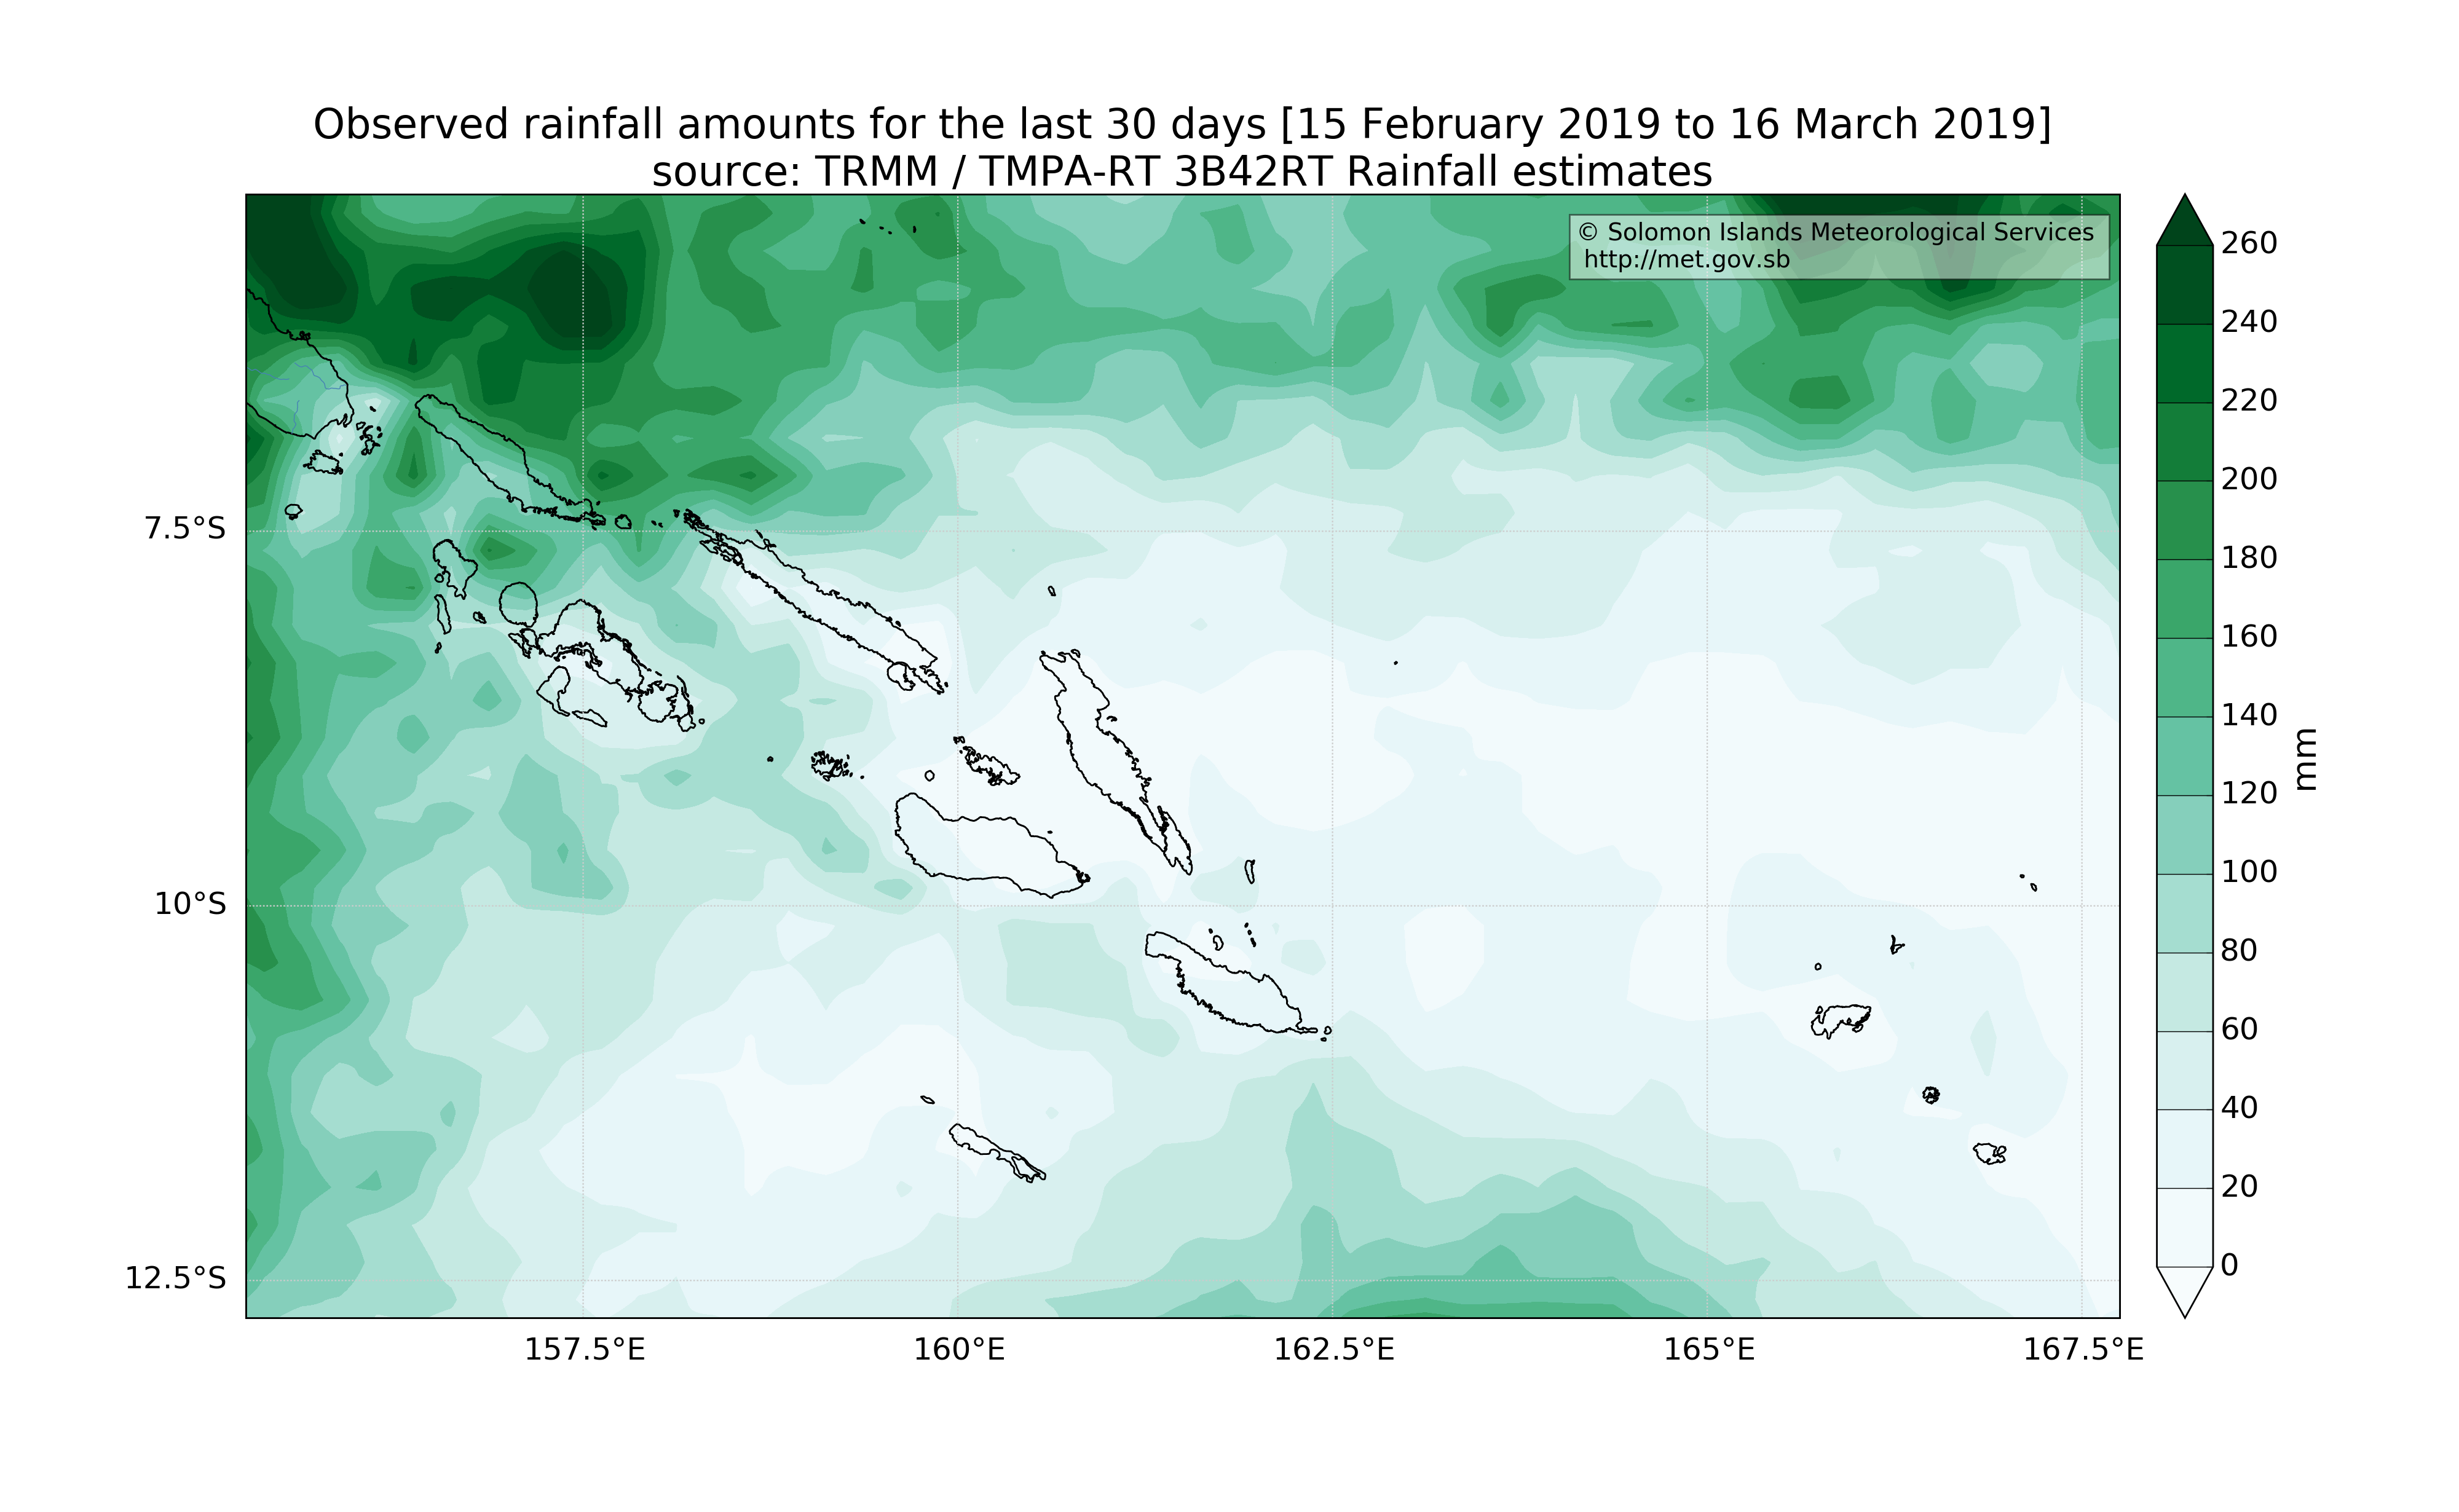 Observed rainfall amounts for the last 30 days [15 February 2019 to 16 March 2019]
source: TRMM / TMPA-RT 3B42RT Rainfall estimates
© Solomon Islands Meteorological Services
http://met.gov.sb
7.5°S
10°S
12.5°S
157.5°E
160°E
162.5°E
165°E
167.5°E
260
240
220
200
180
160
140
120
100
80
60
40
20
0
mm